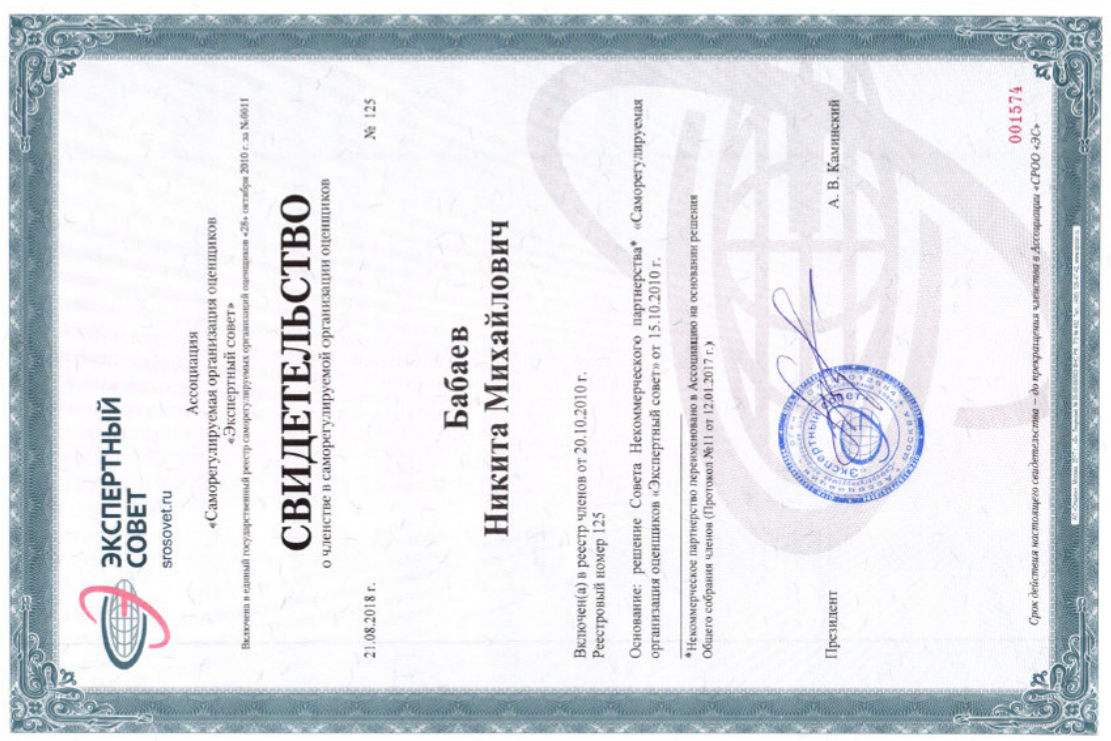 ЭКСПЕРТНЫЙ
СОВЕТ
srosovet.ru
Ассоциация
«Саморегулируемая организация оценщиков
«Экспертный совет»
Включена в единый государственный реестр саморегулируемых организаций оценщиков «28» октября 2010 г. за №0011
21.08.2018 г. № 125
СВИДЕТЕЛЬСТВО
о членстве в саморегулируемой организации оценщиков
Бабаев
Никита Михайлович
Включен(а) в реестр членов от 20.10.2010 г.
Реестровый номер 125
Основание: решение Совета Некоммерческого партнерства* «Саморегулируемая
организация оценщиков «Экспертный совет» от 15.10.2010 г.
*Некоммерческое партнерство переименовано в Ассоциацию на основании решения
Общего собрания членов (Протокол №11 от 12.01.2017 г.)
Президент А. В. Каминский
Экспертный совет
001574
Срок действия настоящего свидетельства – до прекращения членства в Ассоциации «СРОО «ЭС»